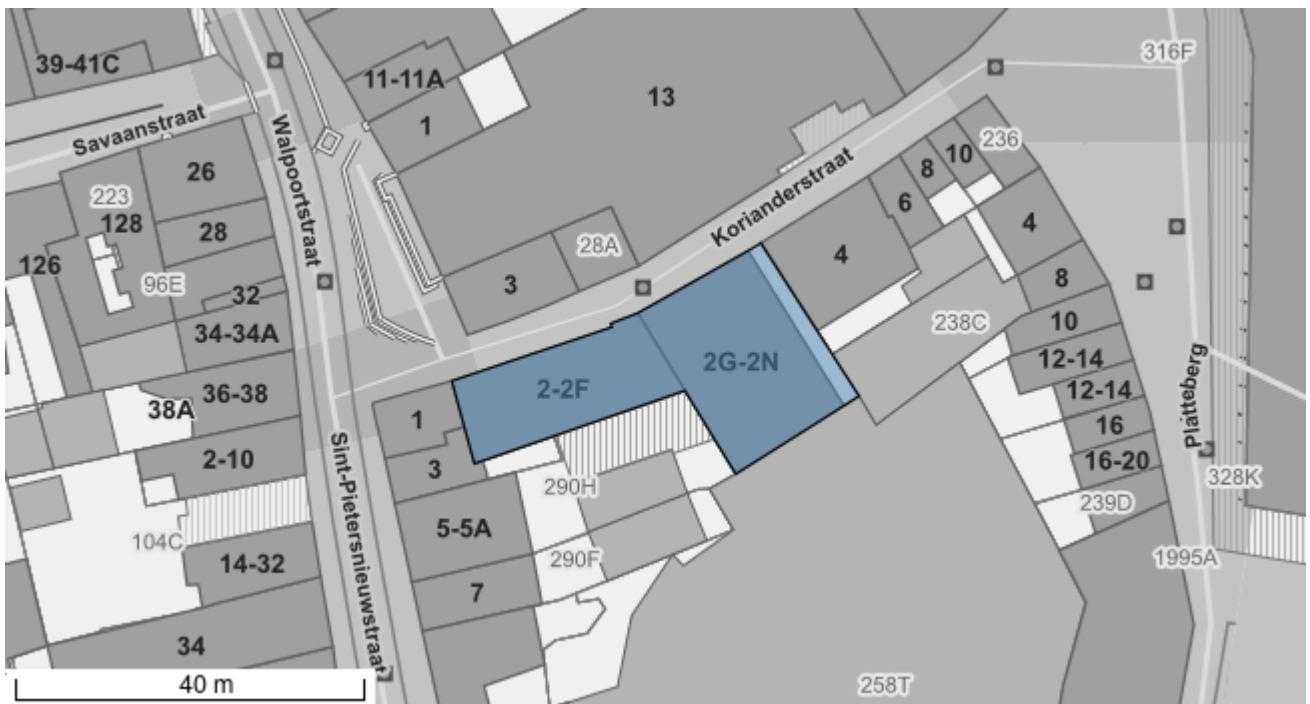 39-41C
316F
11-11A
13
1
Savaanstraat
Walpoortstraat
Korianderstraat
236
10
8
26
223
6
128
28
4
4
28A
126
3
8
96E
32
238C
10
34-34A
12-14
2G-2N
12-14
36-38
2-2F
38A
1
16
Platteberg
2-10
3
16-20
328K
Sint-Pietersnieuwstraat
290H
239D
5-5A
104C
1995A
14-32
290F
7
34
40 m
258T